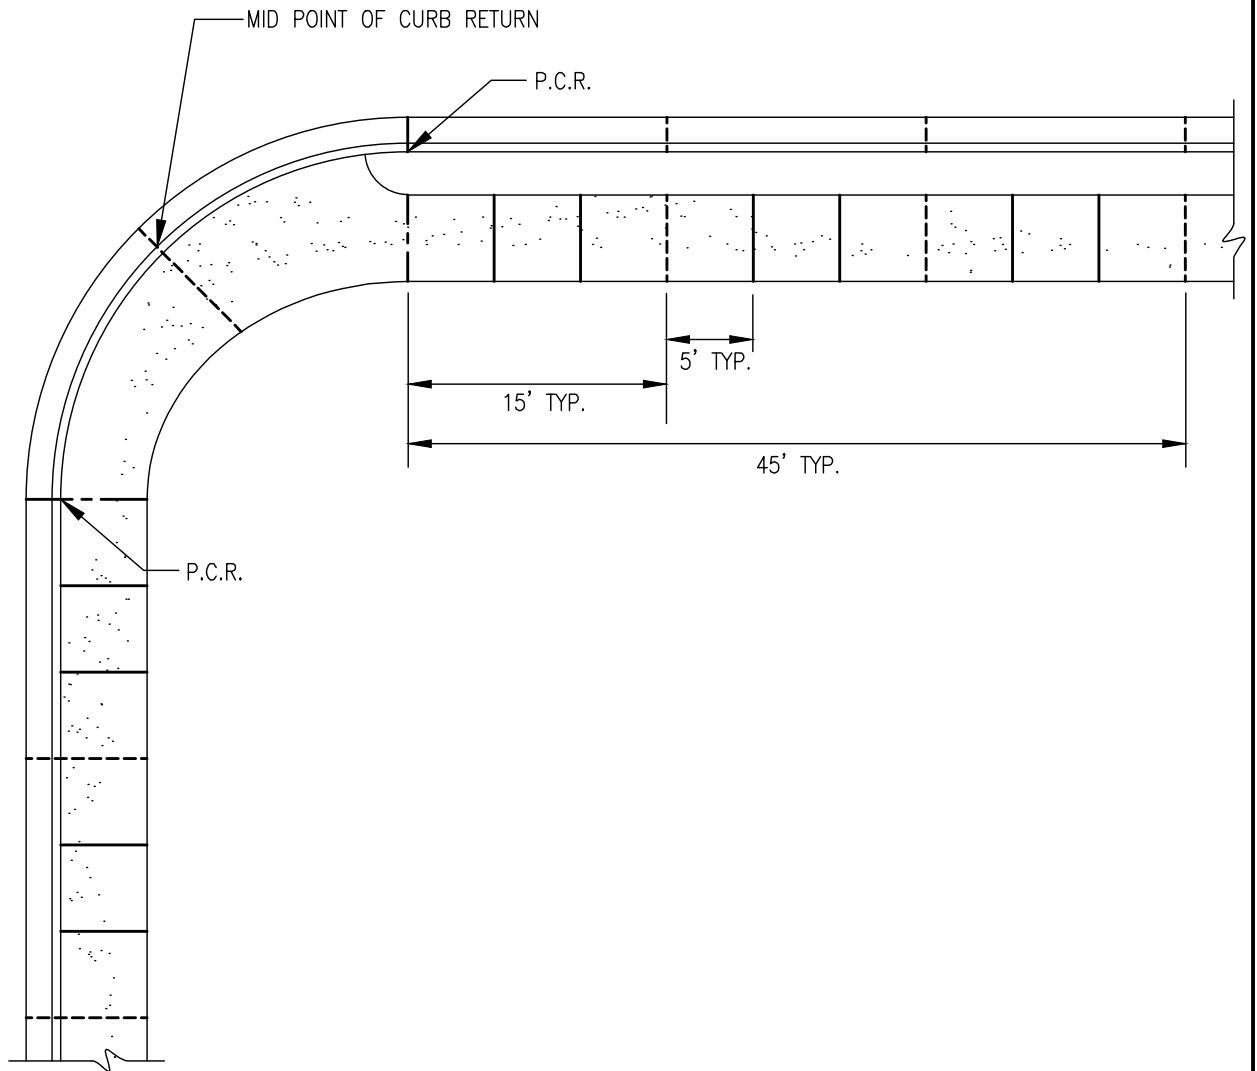 MID POINT OF CURB RETURN
P.C.R.
5' TYP.
15' TYP.
45' TYP.
P.C.R.